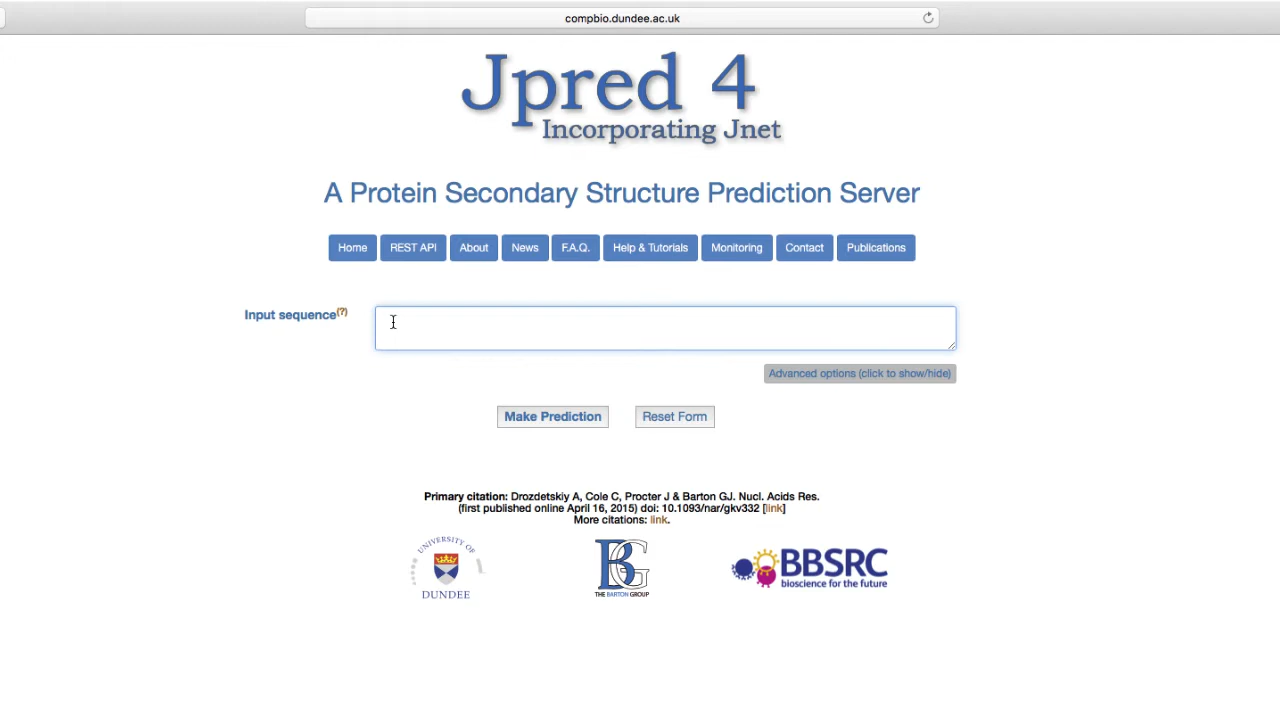 compbio.dundee.ac.uk
Jpred 4
Incorporating Jnet
A Protein Secondary Structure Prediction Server
Home REST API About News F.A.Q. Help & Tutorials Monitoring Contact Publications
Input sequence(?)
Advanced options (click to show/hide)
Make Prediction Reset Form
Primary citation: Drozdetskiy A, Cole C, Procter J & Barton GJ. Nucl. Acids Res.
(first published online April 16, 2015) doi: 10.1093/nar/gkv332 [link]
More citations: link.
UNIVERSITY OF
DUNDEE
BG
THE BARTON GROUP
BBSRC
bioscience for the future